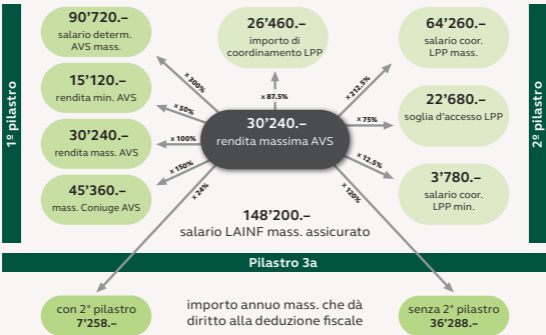 90’720.–
salario determ.
AVS mass.
26’460.–
importo di
coordinamento LPP
64’260.–
salario coor.
LPP mass.
1º pilastro
2º pilastro
x 300%
x 87.5%
x 212.5%
15’120.–
rendita min. AVS
x 50%
30’240.–
rendita massima AVS
x 75%
22’680.–
soglia d’accesso LPP
30’240.–
rendita mass. AVS
x 100%
x 12.5%
3’780.–
salario coor.
LPP min.
45’360.–
mass. Coniuge AVS
x 150%
x 24%
x 120%
148’200.–
salario LAINF mass. assicurato
Pilastro 3a
con 2° pilastro
7’258.–
importo annuo mass. che dà
diritto alla deduzione fiscale
senza 2° pilastro
36’288.–